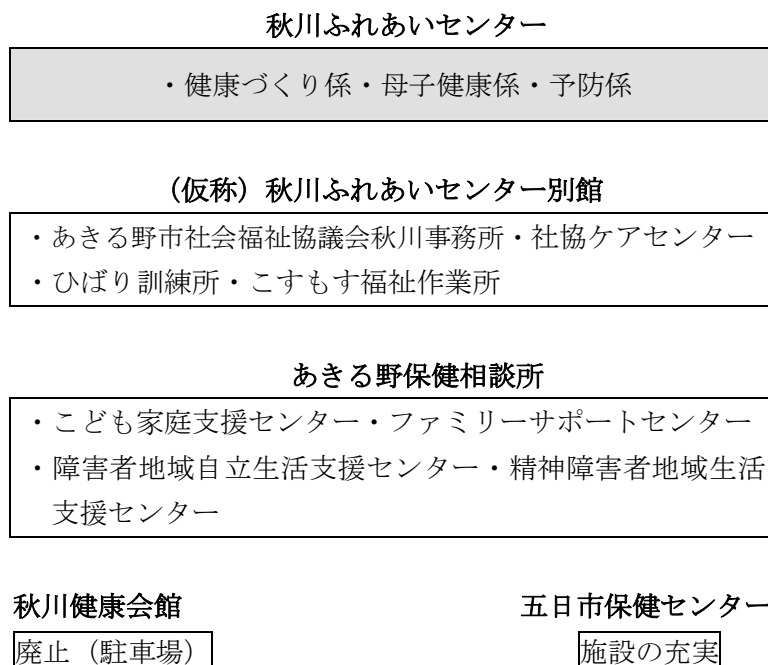 秋川ふれあいセンター
・健康づくり係・母子健康係・予防係
（仮称）秋川ふれあいセンター別館
・あきる野市社会福祉協議会秋川事務所・社協ケアセンター
・ひばり訓練所・こすもす福祉作業所
あきる野保健相談所
・こども家庭支援センター・ファミリーサポートセンター
・障害者地域自立生活支援センター・精神障害者地域生活
支援センター
秋川健康会館 五日市保健センター
廃止（駐車場） 施設の充実